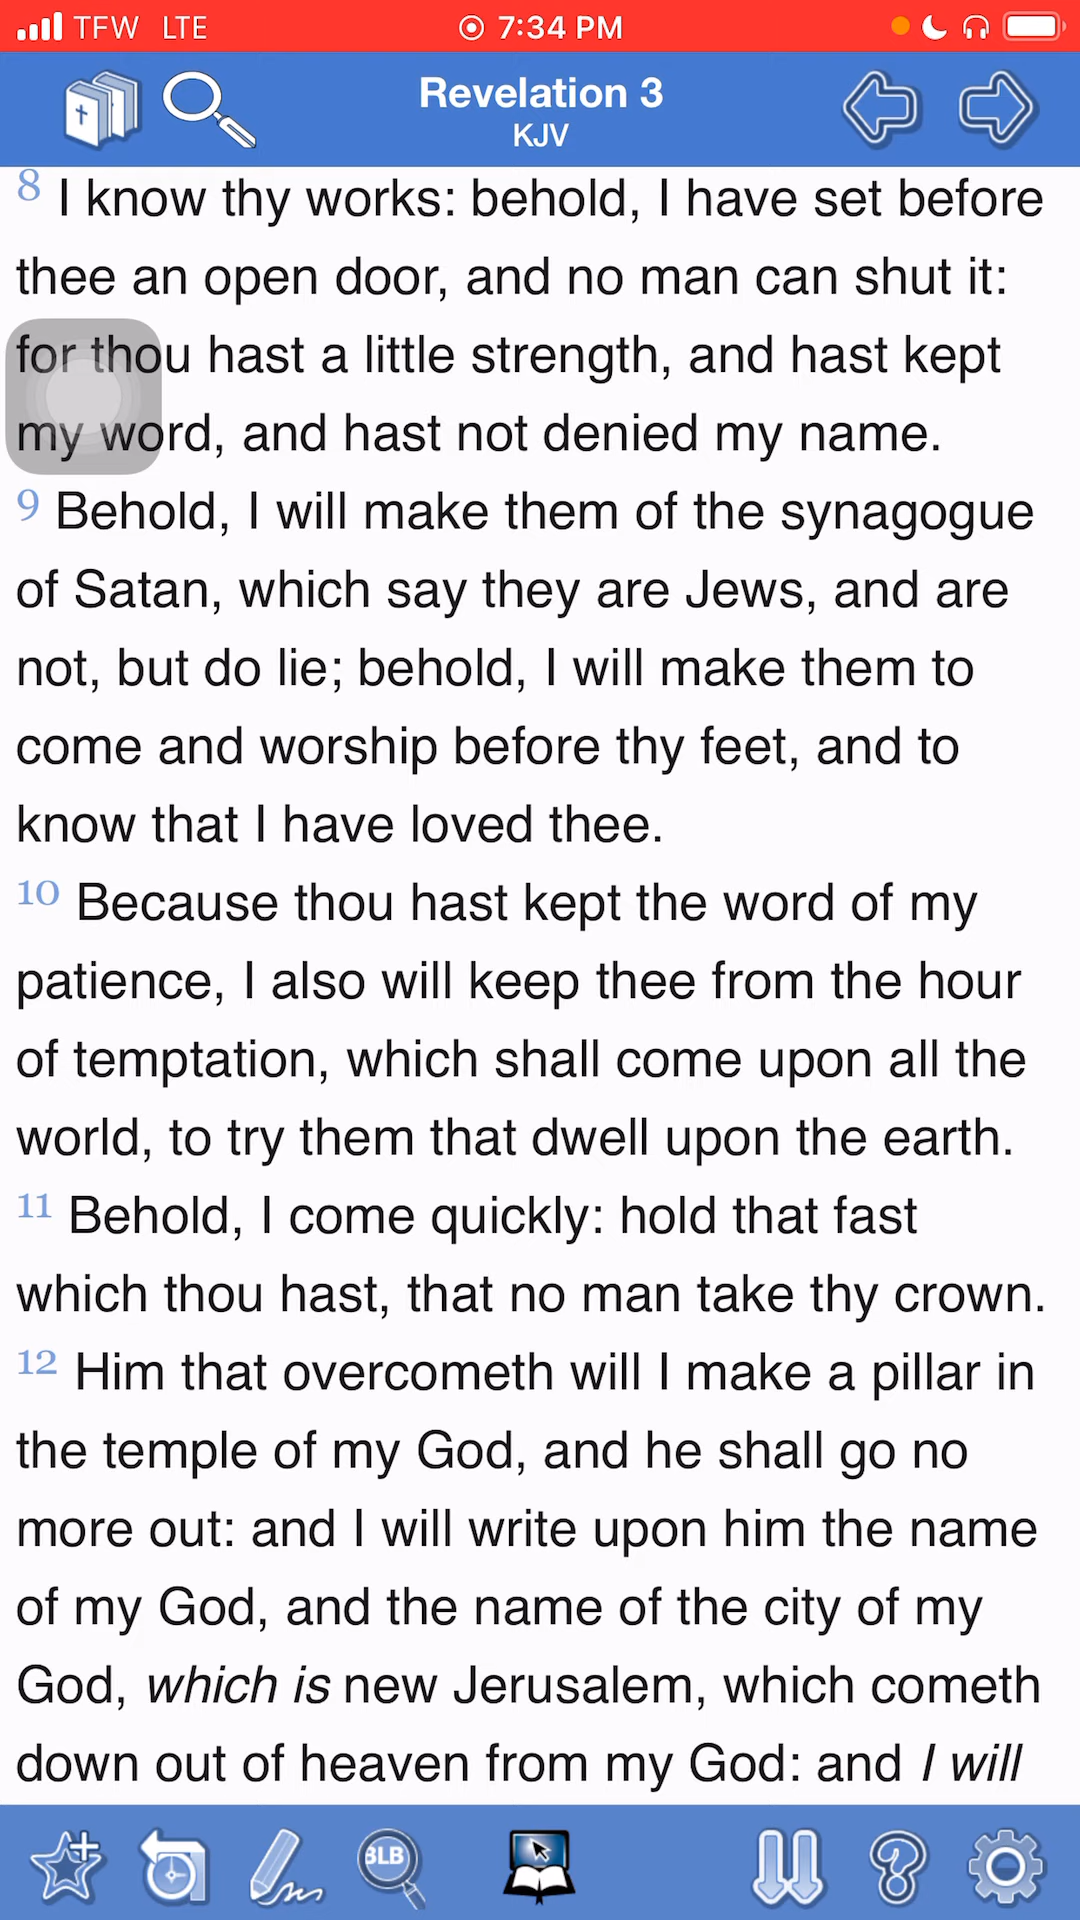 TFW LTE 7:34 PM
Revelation 3
KJV
8 I know thy works: behold, I have set before
thee an open door, and no man can shut it:
for thou hast a little strength, and hast kept
my word, and hast not denied my name.
9 Behold, I will make them of the synagogue
of Satan, which say they are Jews, and are
not, but do lie; behold, I will make them to
come and worship before thy feet, and to
know that I have loved thee.
10 Because thou hast kept the word of my
patience, I also will keep thee from the hour
of temptation, which shall come upon all the
world, to try them that dwell upon the earth.
11 Behold, I come quickly: hold that fast
which thou hast, that no man take thy crown.
12 Him that overcometh will I make a pillar in
the temple of my God, and he shall go no
more out: and I will write upon him the name
of my God, and the name of the city of my
God, which is new Jerusalem, which cometh
down out of heaven from my God: and I will
BLB